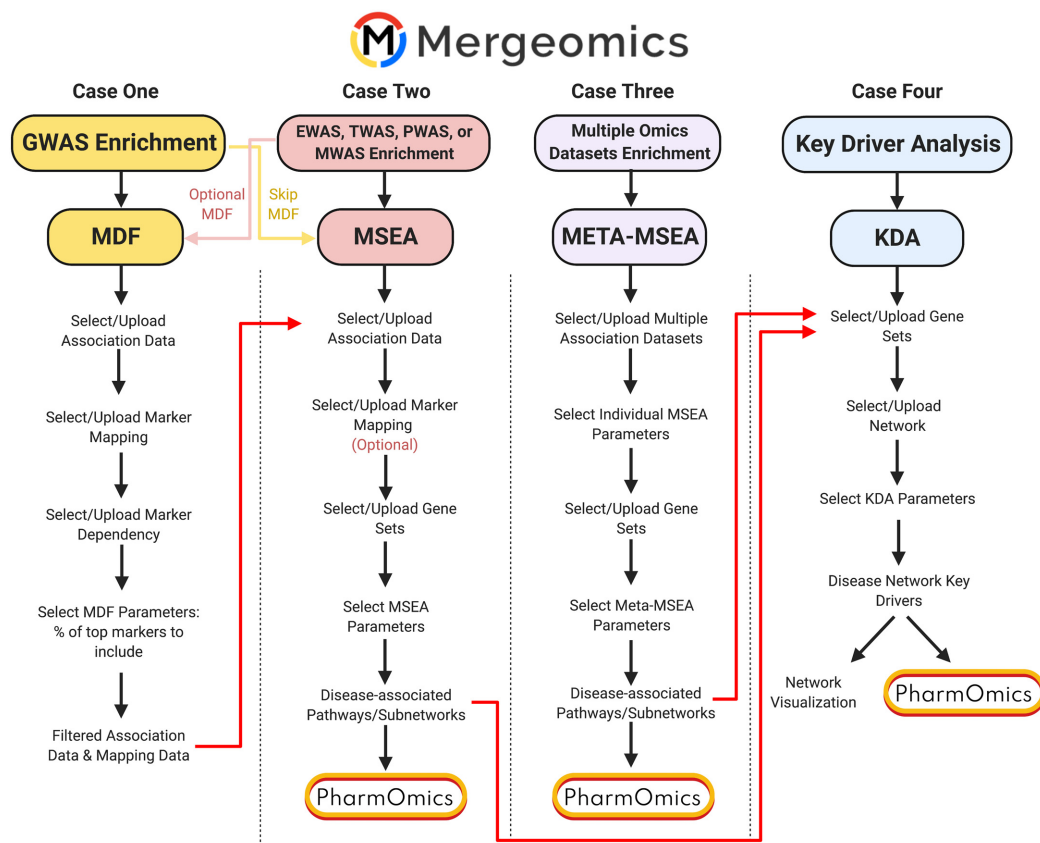 M Mergeomics
Case One
GWAS Enrichment
Optional
MDF
Skip
MDF
MDF
Select/Upload
Association Data
Select/Upload Marker
Mapping
Select/Upload Marker
Dependency
Select MDF Parameters:
% of top markers to
include
Filtered Association
Data & Mapping Data
Case Two
EWAS, TWAS, PWAS, or
MWAS Enrichment
MSEA
Select/Upload
Association Data
Select/Upload Marker
Mapping
(Optional)
Select/Upload Gene
Sets
Select MSEA
Parameters
Disease-associated
Pathways/Subnetworks
PharmOmics
Case Three
Multiple Omics
Datasets Enrichment
META-MSEA
Select/Upload Multiple
Association Datasets
Select Individual MSEA
Parameters
Select/Upload Gene
Sets
Select Meta-MSEA
Parameters
Disease-associated
Pathways/Subnetworks
PharmOmics
Case Four
Key Driver Analysis
KDA
Select/Upload Gene
Sets
Select/Upload
Network
Select KDA Parameters
Disease Network Key
Drivers
Network
Visualization
PharmOmics